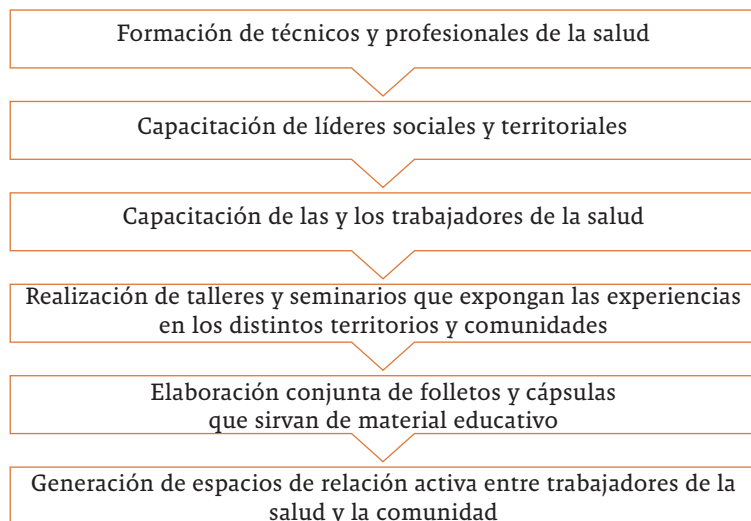 Formación de técnicos y profesionales de la salud
Capacitación de líderes sociales y territoriales
Capacitación de las y los trabajadores de la salud
Realización de talleres y seminarios que expongan las experiencias
en los distintos territorios y comunidades
Elaboración conjunta de folletos y cápsulas
que sirvan de material educativo
Generación de espacios de relación activa entre trabajadores de la
salud y la comunidad